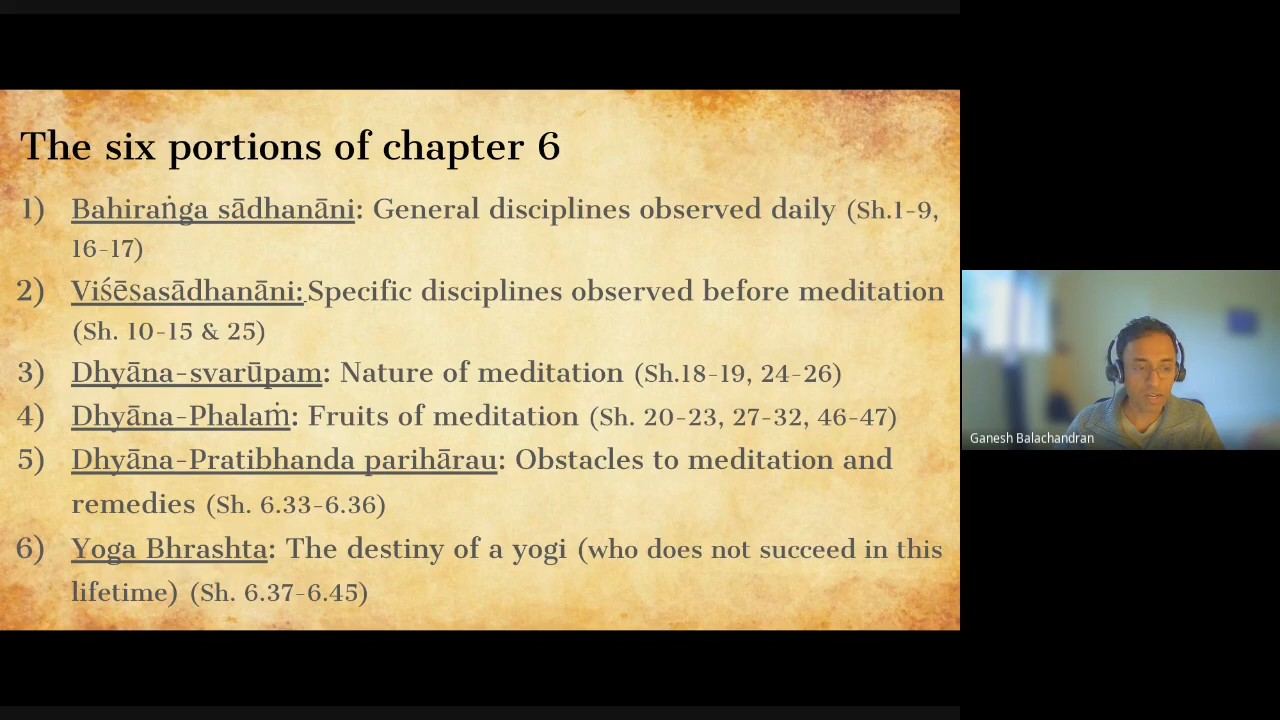 The six portions of chapter 6
1) Bahiraṅga sādhanāni: General disciplines observed daily (Sh.1-9,
16-17)
2) Viśēsasādhanāni: Specific disciplines observed before meditation
(Sh. 10-15 & 25)
3) Dhyāna-svarūpam: Nature of meditation (Sh.18-19, 24-26)
4) Dhyāna-Phalaṁ: Fruits of meditation (Sh. 20-23, 27-32, 46-47)
5) Dhyāna-Pratibhanda parihārau: Obstacles to meditation and
remedies (Sh. 6.33-6.36)
6) Yoga Bhrashta: The destiny of a yogi (who does not succeed in this
lifetime) (Sh. 6.37-6.45)
Ganesh Balachandran